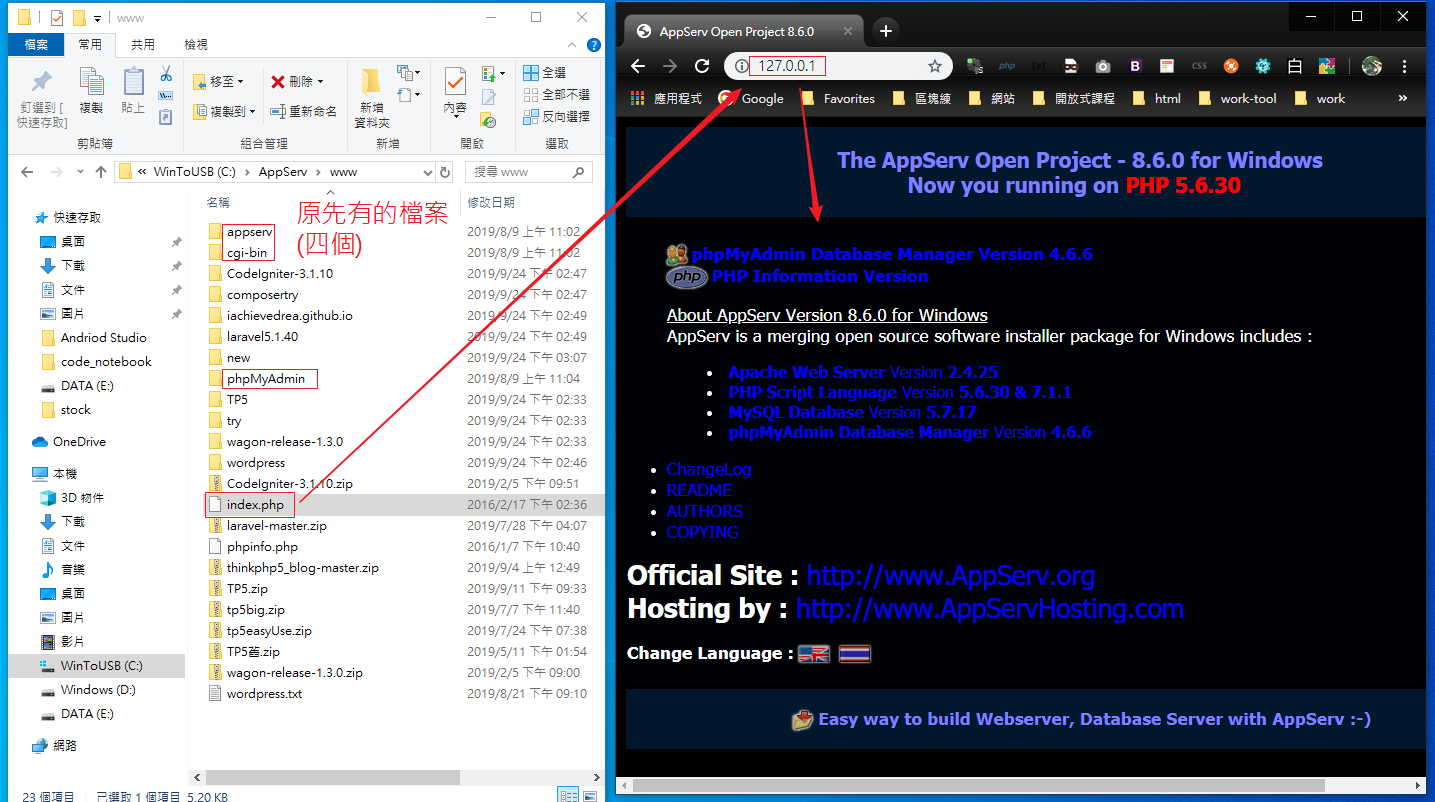 www
檔案
常用
共用
檢視
釘選到 [
快速存取]
複製
貼上
剪貼簿
移至
複製到
刪除
重新命名
組合管理
新增
資料夾
新增
內容
開啟
全選
全部不選
反向選擇
選取
« WinToUSB (C:) › AppServ › www
搜尋 www
快速存取
桌面
下載
文件
圖片
Andriod Studio
code_notebook
DATA (E:)
stock
OneDrive
本機
3D 物件
下載
文件
音樂
桌面
圖片
影片
WinToUSB (C:)
Windows (D:)
DATA (E:)
網路
名稱
修改日期
原先有的檔案
(四個)
appserv 2019/8/9 上午 11:02
cgi-bin 2019/8/9 上午 11:02
CodeIgniter-3.1.10 2019/9/24 下午 02:47
composertry 2019/9/24 下午 02:47
iachievedrea.github.io 2019/9/24 下午 02:49
laravel5.1.40 2019/9/24 下午 02:49
new 2019/9/24 下午 03:07
phpMyAdmin 2019/8/9 上午 11:04
TP5 2019/9/24 下午 02:33
try 2019/9/24 下午 02:33
wagon-release-1.3.0 2019/9/24 下午 02:33
wordpress 2019/9/24 下午 02:46
CodeIgniter-3.1.10.zip 2019/2/5 下午 09:51
index.php 2016/2/17 下午 02:36
laravel-master.zip 2019/7/28 下午 04:07
phpinfo.php 2016/1/7 下午 10:40
thinkphp5_blog-master.zip 2019/9/4 上午 12:49
TP5.zip 2019/9/11 下午 09:33
tp5big.zip 2019/7/7 下午 11:40
tp5easyUse.zip 2019/7/24 下午 07:38
TP5舊.zip 2019/5/11 下午 01:54
wagon-release-1.3.0.zip 2019/2/5 下午 09:00
wordpress.txt 2019/8/21 下午 09:10
23 個項目 已選取 1 個項目 5.20 KB
AppServ Open Project 8.6.0
127.0.0.1
php
B
CSS
白
應用程式
Google
Favorites
區塊練
網站
開放式課程
html
work-tool
work
»
The AppServ Open Project - 8.6.0 for Windows
Now you running on PHP 5.6.30
phpMyAdmin Database Manager Version 4.6.6
php PHP Information Version
About AppServ Version 8.6.0 for Windows
AppServ is a merging open source software installer package for Windows includes :
Apache Web Server Version 2.4.25
PHP Script Language Version 5.6.30 & 7.1.1
MySQL Database Version 5.7.17
phpMyAdmin Database Manager Version 4.6.6
ChangeLog
README
AUTHORS
COPYING
Official Site : http://www.AppServ.org
Hosting by : http://www.AppServHosting.com
Change Language :
Easy way to build Webserver, Database Server with AppServ :-)